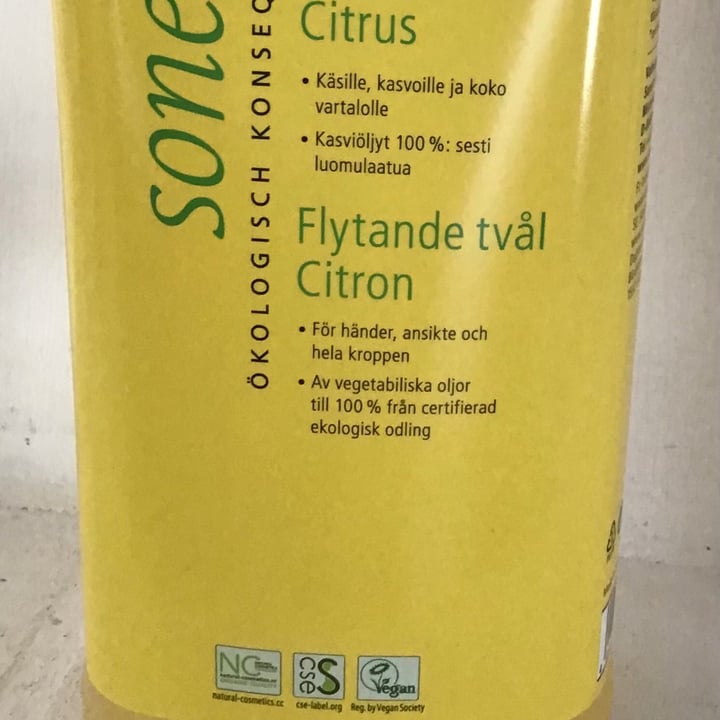 sone
ÖKOLOGISCH KONSEQ
Citrus
• Käsille, kasvoille ja koko
vartalolle
• Kasviöljyt 100 %: sesti
luomulaatua
Flytande tvål
Citron
• För händer, ansikte och
hela kroppen
• Av vegetabiliska oljor
till 100 % från certifierad
ekologisk odling
NC
natural-cosmetics.cc
cse
cse-label.org
Vegan
Reg. by Vegan Society